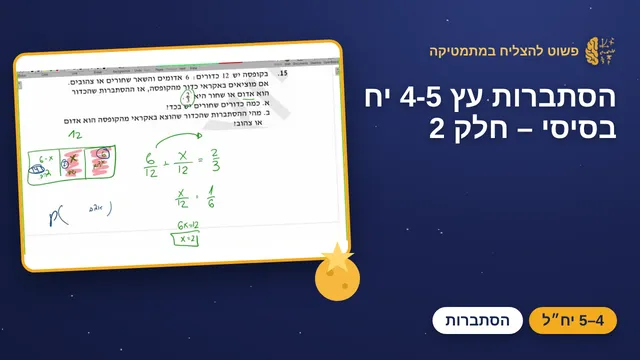 פשוט להצליח במתמטיקה
הסתברות עץ 4-5 יח
בסיסי – חלק 2
4–5 יח״ל
הסתברות
15. בקופסה יש 12 כדורים: 6 אדומים והשאר שחורים או צהובים.
אם מוציאים באקראי כדור מהקופסה, אז ההסתברות שהכדור
הוא אדום או שחור היא 2/3.
א. כמה כדורים שחורים יש בכד?
ב. מהי ההסתברות שהכדור שהוצא באקראי מהקופסה הוא אדום
או צהוב?
12
6-x x 6
6/12 + x/12 = 2/3
x/12 = 1/6
6x=12
x=2
P( )